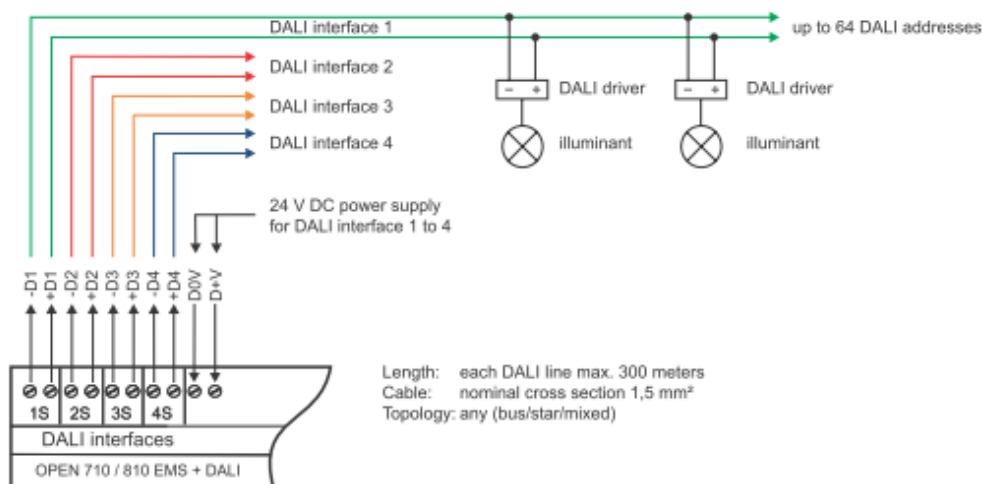 DALI interface 1
up to 64 DALI addresses
DALI interface 2
DALI interface 3
DALI interface 4
- +
DALI driver
- +
DALI driver
illuminant
illuminant
24 V DC power supply
for DALI interface 1 to 4
-D1
+D1
-D2
+D2
-D3
+D3
-D4
+D4
D0V
D+V
1S
2S
3S
4S
DALI interfaces
OPEN 710 / 810 EMS + DALI
Length: each DALI line max. 300 meters
Cable: nominal cross section 1,5 mm²
Topology: any (bus/star/mixed)